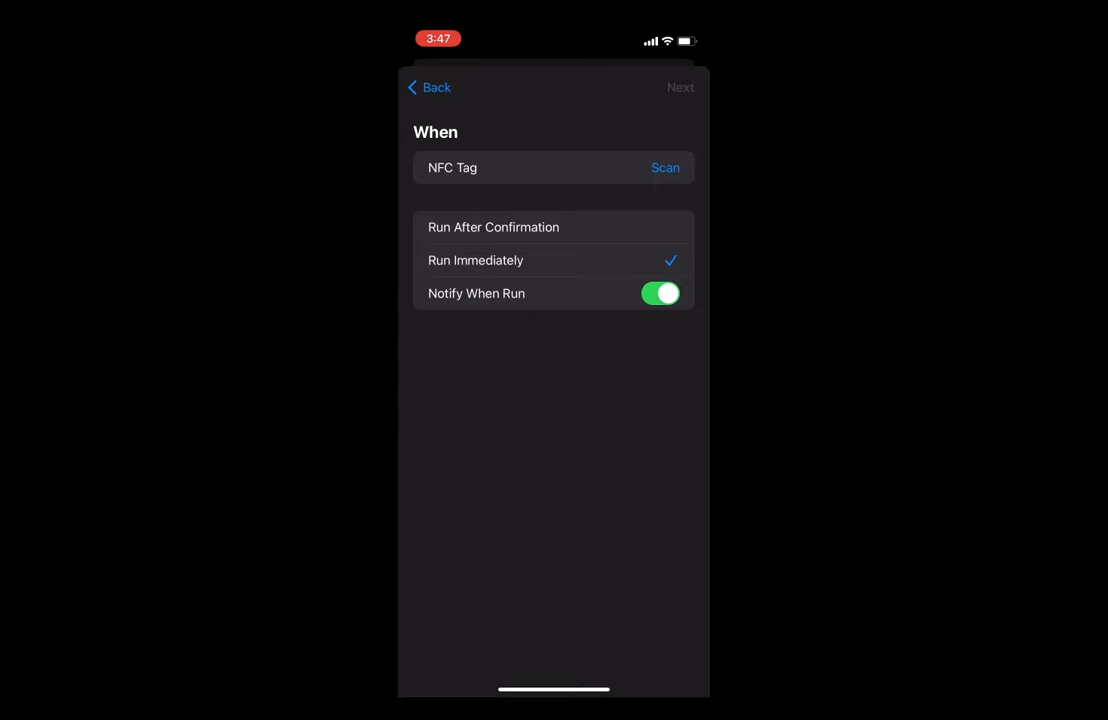 3:47
Back Next
When
NFC Tag Scan
Run After Confirmation
Run Immediately
Notify When Run